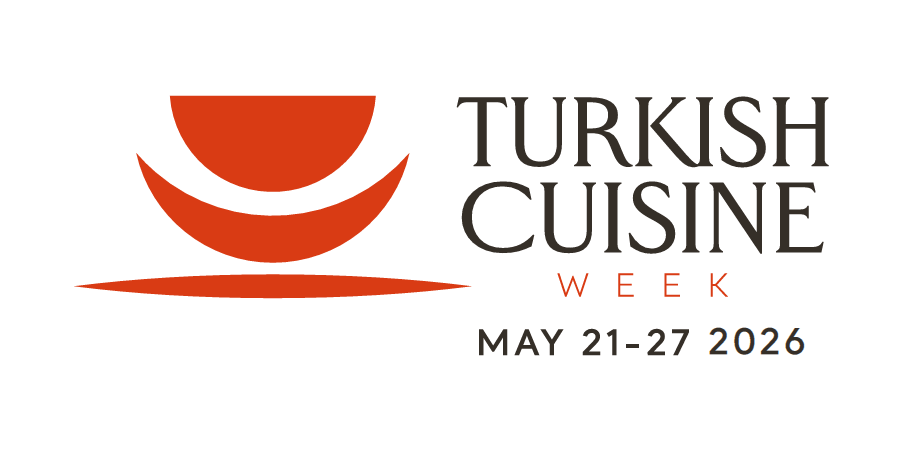 TURKISH
CUISINE
WEEK
MAY 21-27 2026